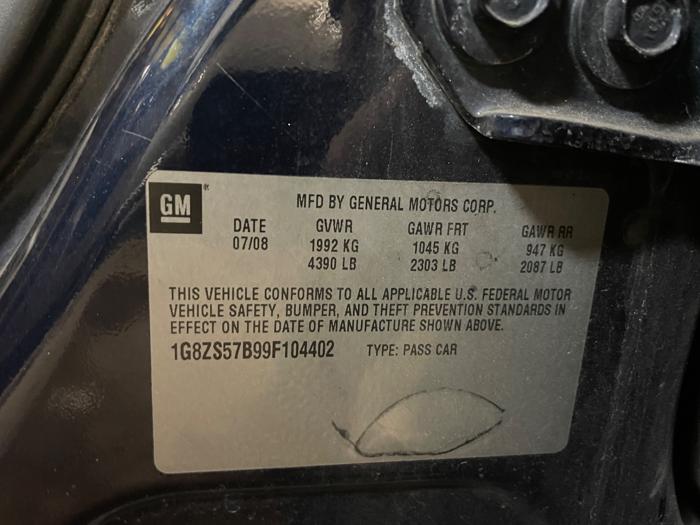 GM
MFD BY GENERAL MOTORS CORP.
DATE GVWR GAWR FRT GAWR RR
07/08 1992 KG 1045 KG 947 KG
4390 LB 2303 LB 2087 LB
THIS VEHICLE CONFORMS TO ALL APPLICABLE U.S. FEDERAL MOTOR
VEHICLE SAFETY, BUMPER, AND THEFT PREVENTION STANDARDS IN
EFFECT ON THE DATE OF MANUFACTURE SHOWN ABOVE.
1G8ZS57B99F104402 TYPE: PASS CAR